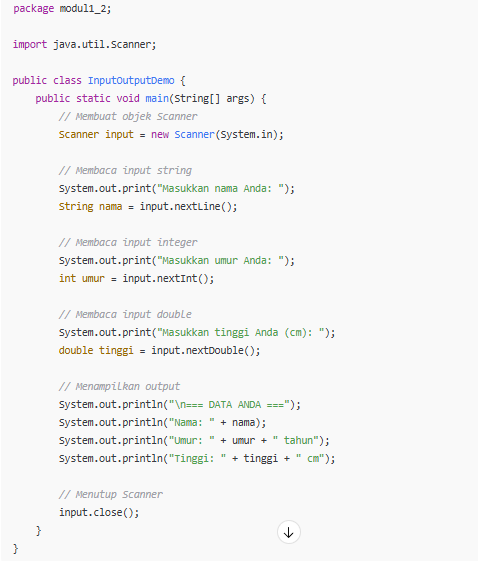 package modul1_2;
import java.util.Scanner;
public class InputOutputDemo {
public static void main(String[] args) {
// Membuat objek Scanner
Scanner input = new Scanner(System.in);
// Membaca input string
System.out.print("Masukkan nama Anda: ");
String nama = input.nextLine();
// Membaca input integer
System.out.print("Masukkan umur Anda: ");
int umur = input.nextInt();
// Membaca input double
System.out.print("Masukkan tinggi Anda (cm): ");
double tinggi = input.nextDouble();
// Menampilkan output
System.out.println("\n=== DATA ANDA ===");
System.out.println("Nama: " + nama);
System.out.println("Umur: " + umur + " tahun");
System.out.println("Tinggi: " + tinggi + " cm");
// Menutup Scanner
input.close();
}
}